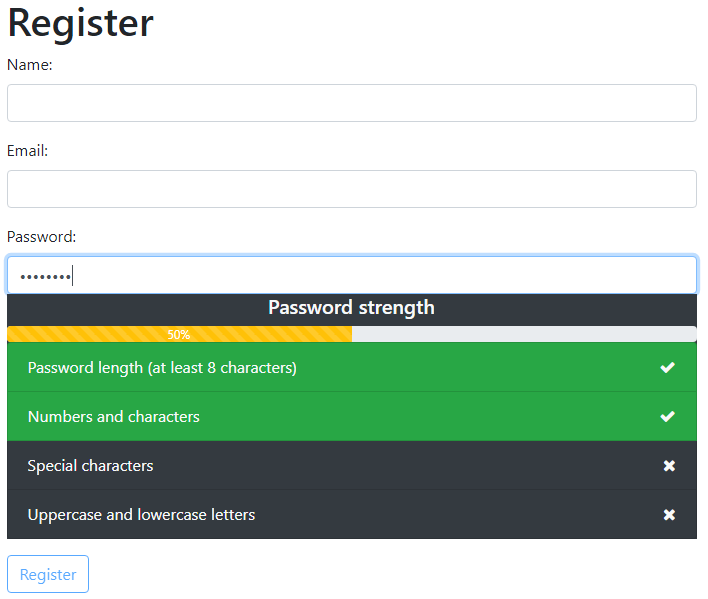 Register
Name:
Email:
Password:
••••••••
Password strength
50%
Password length (at least 8 characters)
Numbers and characters
Special characters
Uppercase and lowercase letters
Register